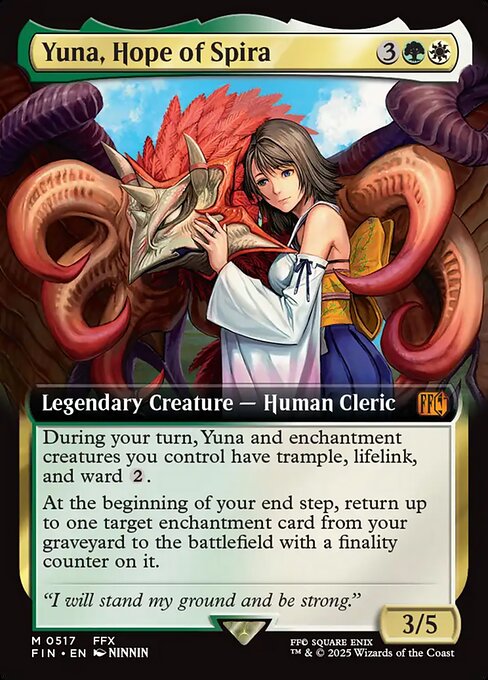 Yuna, Hope of Spira 3
Legendary Creature — Human Cleric
During your turn, Yuna and enchantment
creatures you control have trample, lifelink,
and ward 2.
At the beginning of your end step, return up
to one target enchantment card from your
graveyard to the battlefield with a finality
counter on it.
"I will stand my ground and be strong."
3/5
M 0517 FFX
FIN • EN NINNIN
FF© SQUARE ENIX
™ & © 2025 Wizards of the Coast